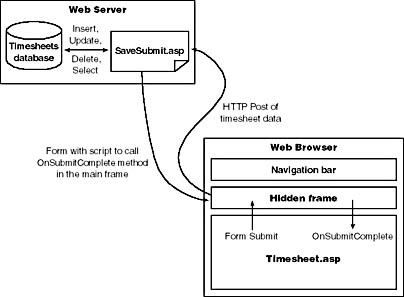 Web Server
Insert,
Update,
Timesheets
database
SaveSubmit.asp
Delete,
Select
HTTP Post of
timesheet data
Form with script to call
OnSubmitComplete method
in the main frame
Web Browser
Navigation bar
Hidden frame
Form Submit
OnSubmitComplete
Timesheet.asp